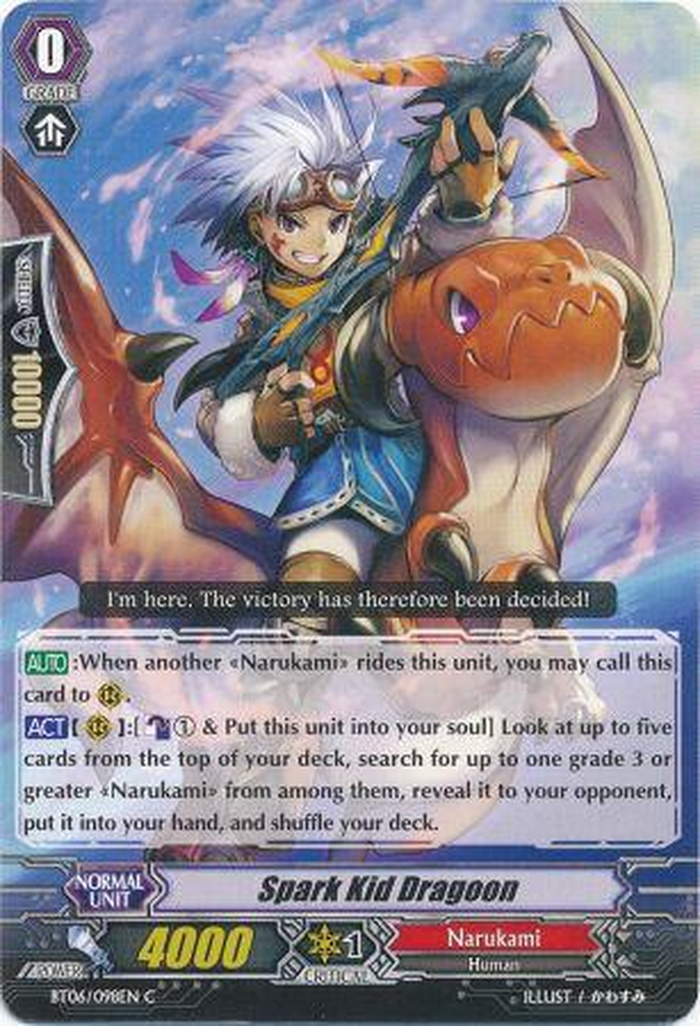 0
GRADE
SHIELD
10000
I'm here. The victory has therefore been decided!
AUTO :When another «Narukami» rides this unit, you may call this
card to Ⓡ.
ACT [ Ⓡ ]:[ ① & Put this unit into your soul] Look at up to five
cards from the top of your deck, search for up to one grade 3 or
greater «Narukami» from among them, reveal it to your opponent,
put it into your hand, and shuffle your deck.
NORMAL
UNIT
Spark Kid Dragoon
POWER
4000
1
CRITICAL
Narukami
Human
BT06/098EN C
ILLUST / かわすみ